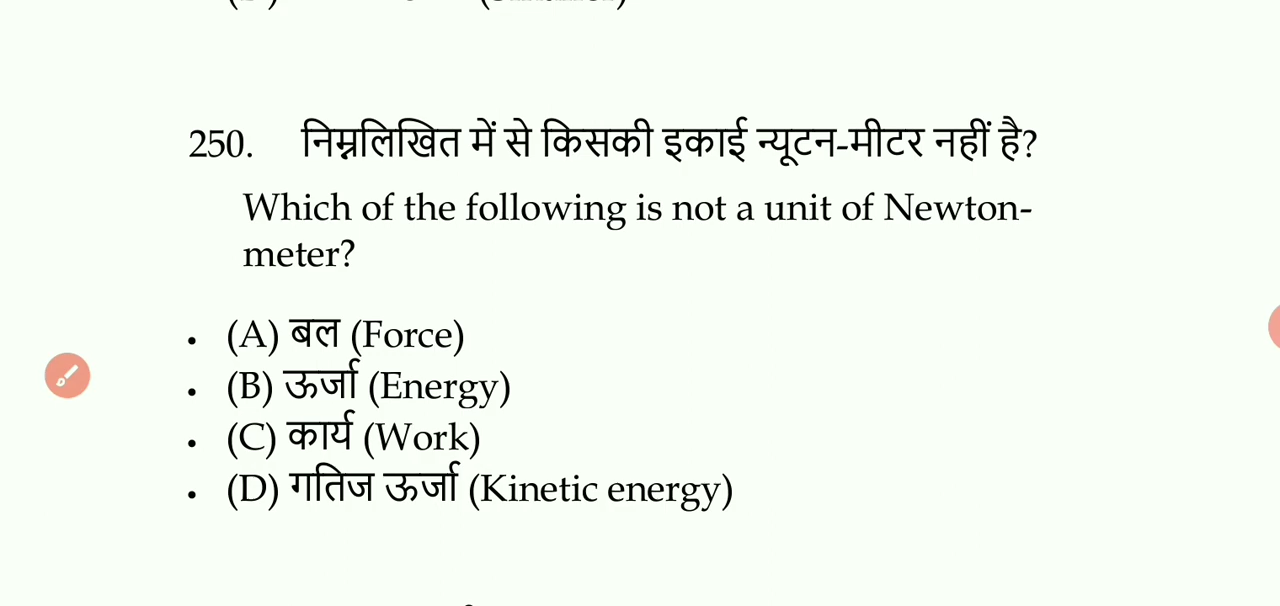 250. निम्नलिखित में से किसकी इकाई न्यूटन-मीटर नहीं है?
Which of the following is not a unit of Newton-
meter?
• (A) बल (Force)
• (B) ऊर्जा (Energy)
• (C) कार्य (Work)
• (D) गतिज ऊर्जा (Kinetic energy)